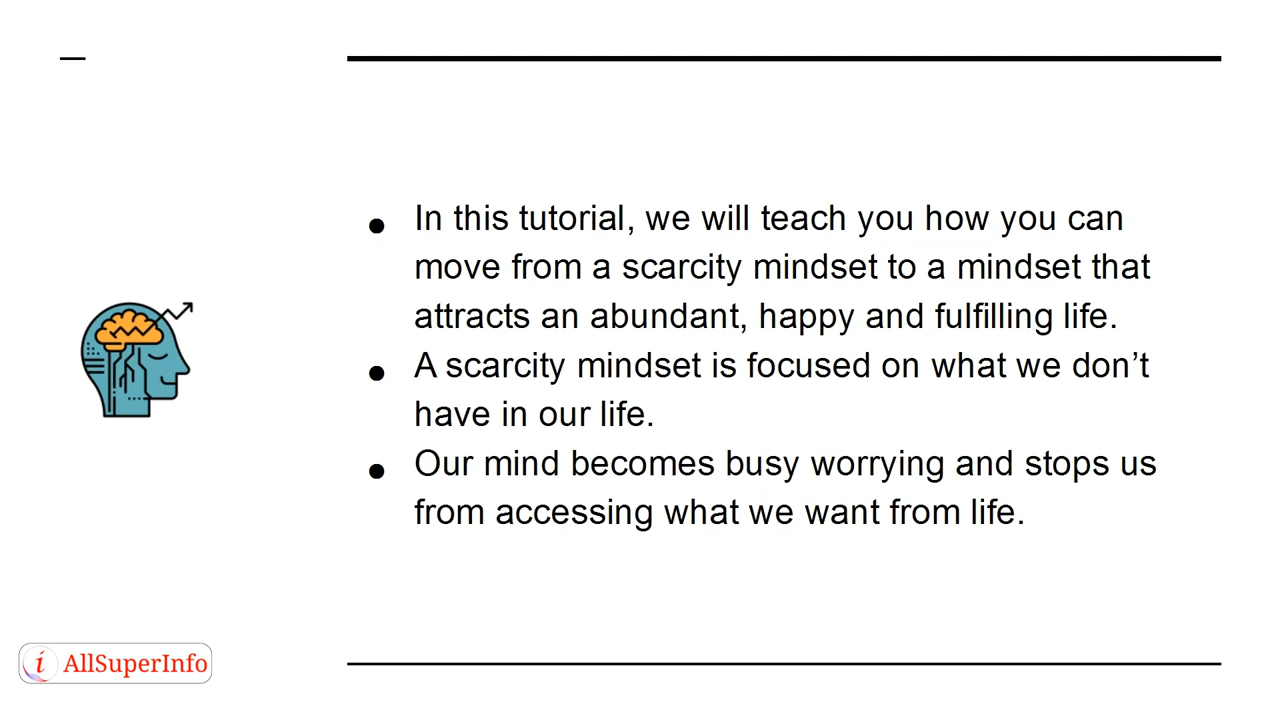 In this tutorial, we will teach you how you can
move from a scarcity mindset to a mindset that
attracts an abundant, happy and fulfilling life.
A scarcity mindset is focused on what we don’t
have in our life.
Our mind becomes busy worrying and stops us
from accessing what we want from life.
i AllSuperInfo